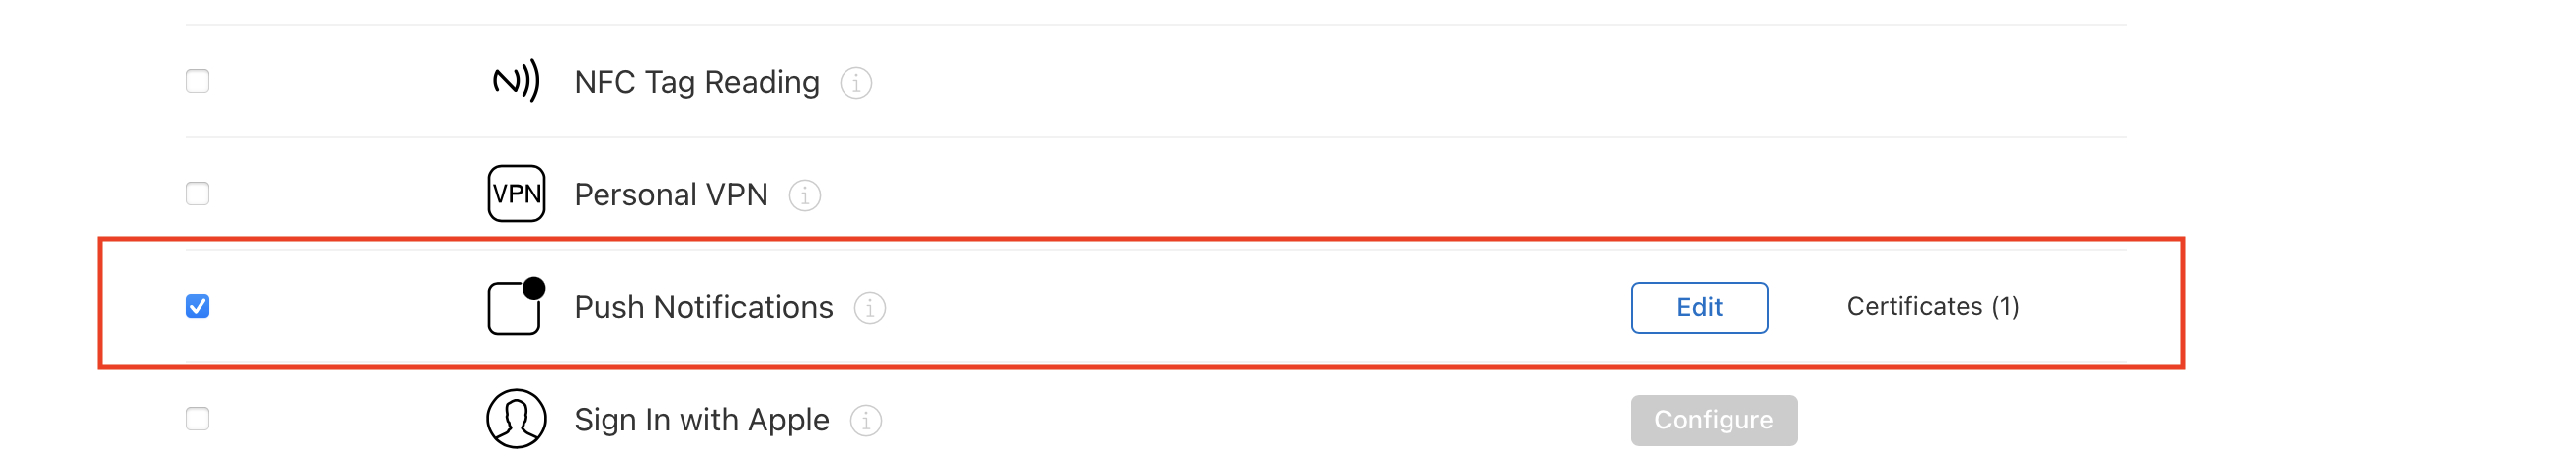 NFC Tag Reading
VPN Personal VPN
Push Notifications Edit Certificates (1)
Sign In with Apple Configure